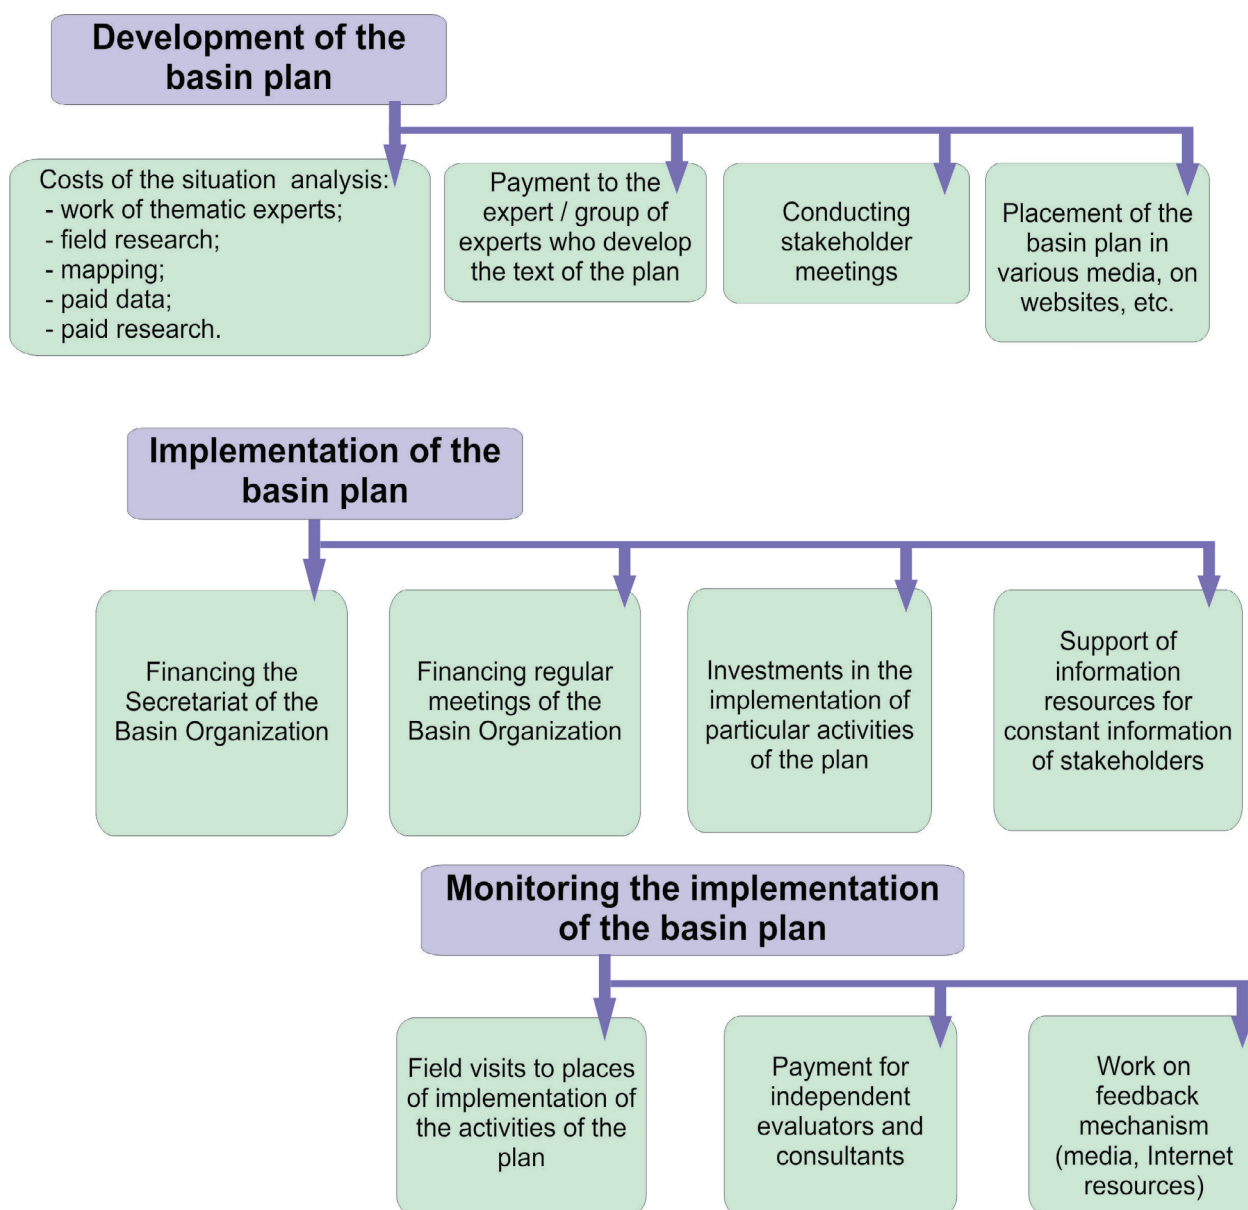 Development of the
basin plan
Costs of the situation analysis:
- work of thematic experts;
- field research;
- mapping;
- paid data;
- paid research.
Payment to the
expert / group of
experts who develop
the text of the plan
Conducting
stakeholder
meetings
Placement of the
basin plan in
various media, on
websites, etc.
Implementation of the
basin plan
Financing the
Secretariat of the
Basin Organization
Financing regular
meetings of the
Basin Organization
Investments in the
implementation of
particular activities
of the plan
Support of
information
resources for
constant information
of stakeholders
Monitoring the implementation
of the basin plan
Field visits to places
of implementation of
the activities of the
plan
Payment for
independent
evaluators and
consultants
Work on
feedback
mechanism
(media, Internet
resources)